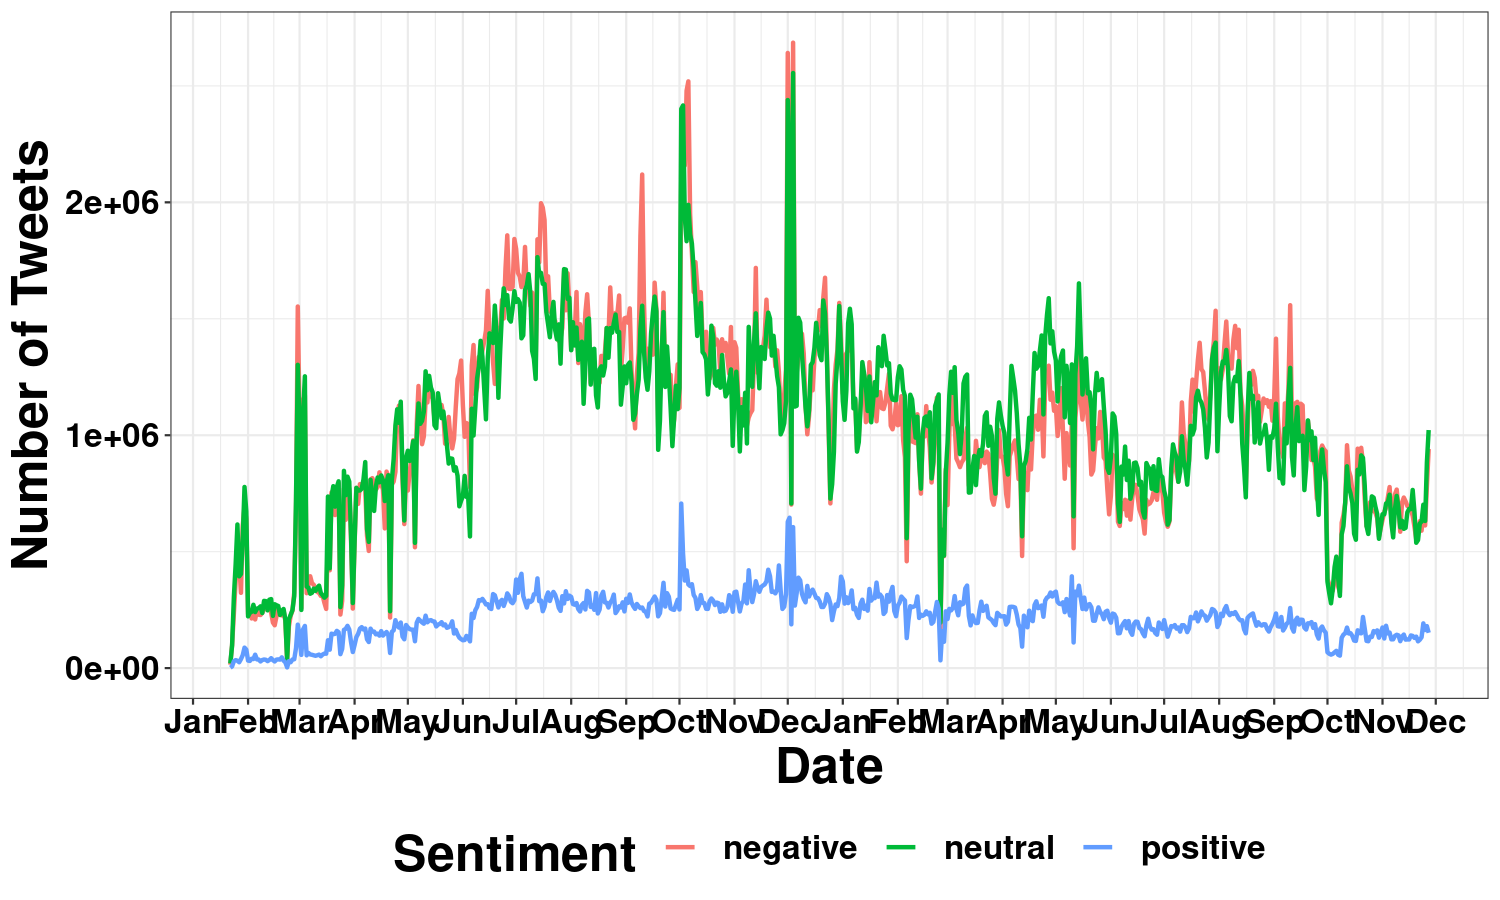 Number of Tweets
2e+06
1e+06
0e+00
Jan Feb Mar Apr May Jun Jul Aug Sep Oct Nov Dec Jan Feb Mar Apr May Jun Jul Aug Sep Oct Nov Dec
Date
Sentiment negative neutral positive